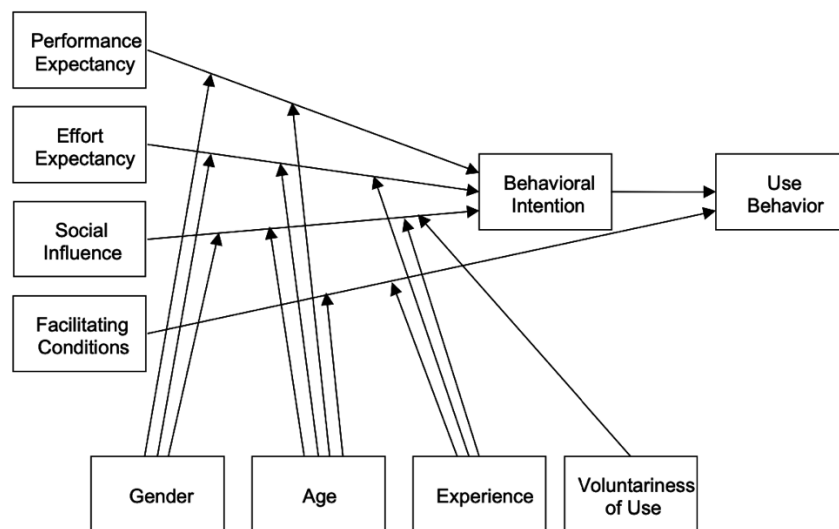 Performance
Expectancy
Effort
Expectancy
Social
Influence
Facilitating
Conditions
Behavioral
Intention
Use
Behavior
Gender
Age
Experience
Voluntariness
of Use